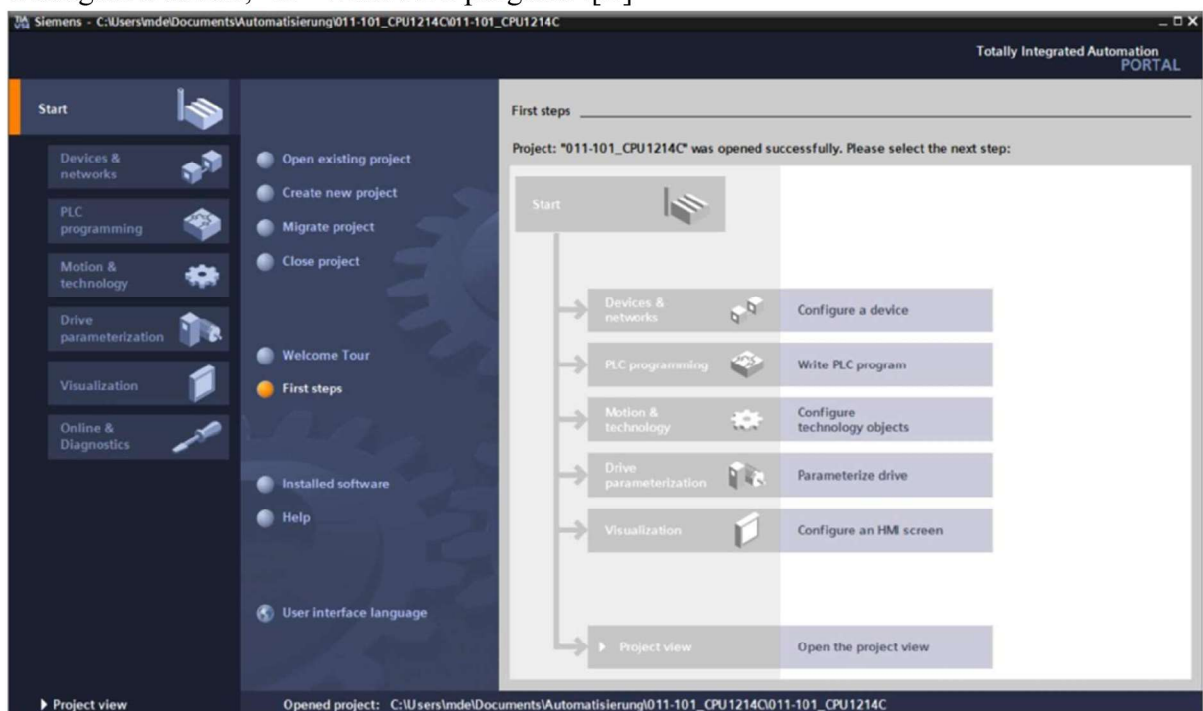 Siemens - C:\Users\mde\Documents\Automatisierung\011-101_CPU1214C\011-101_CPU1214C
Totally Integrated Automation
PORTAL
Start
Devices &
networks
PLC
programming
Motion &
technology
Drive
parameterization
Visualization
Online &
Diagnostics
Open existing project
Create new project
Migrate project
Close project
Welcome Tour
First steps
Installed software
Help
User interface language
First steps
Project: "011-101_CPU1214C" was opened successfully. Please select the next step:
Start
Devices &
networks
Configure a device
PLC programming
Write PLC program
Motion &
technology
Configure
technology objects
Drive
parameterization
Parameterize drive
Visualization
Configure an HMI screen
Project view
Open the project view
Project view
Opened project: C:\Users\mde\Documents\Automatisierung\011-101_CPU1214C\011-101_CPU1214C